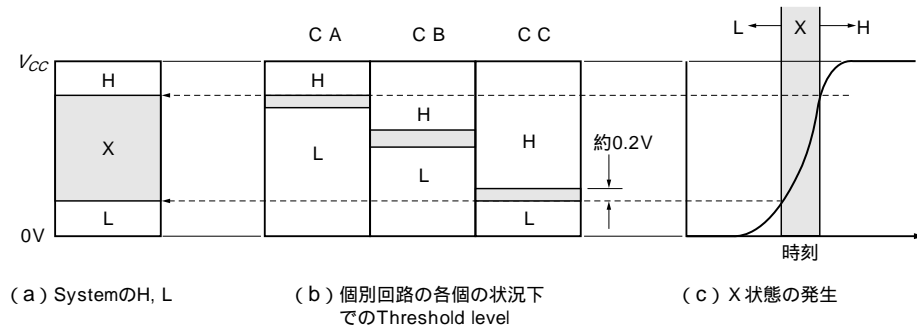 C A
C B
C C
L
X
H
VCC
H
X
L
0V
H
L
H
L
H
L
約0.2V
時刻
(a) SystemのH, L
(b) 個別回路の各個の状況下
でのThreshold level
(c) X 状態の発生